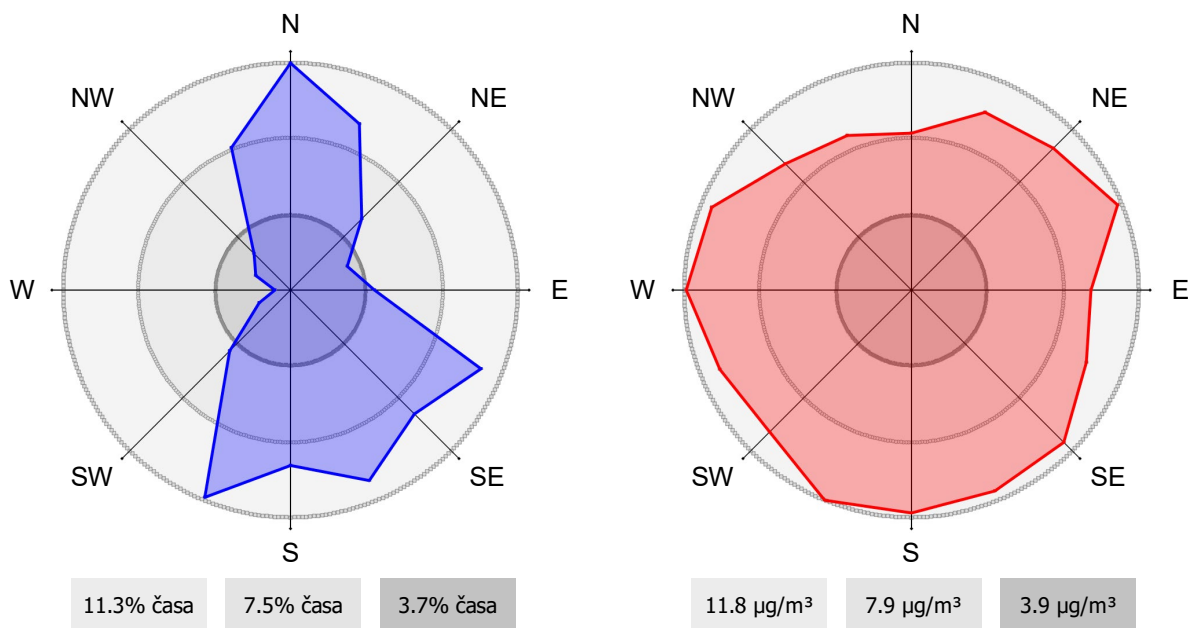 N
NW
NE
W
E
SW
SE
S
11.3% časa
7.5% časa
3.7% časa
N
NW
NE
W
E
SW
SE
S
11.8 µg/m³
7.9 µg/m³
3.9 µg/m³